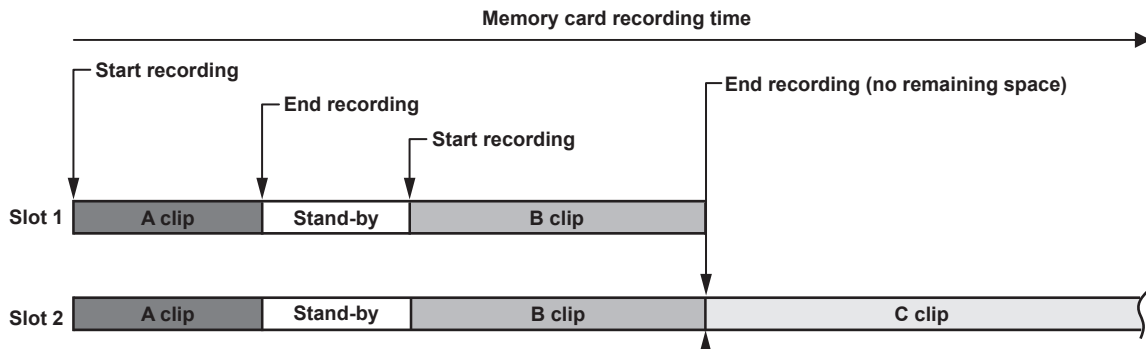 Memory card recording time
Start recording
End recording (no remaining space)
End recording
Start recording
Slot 1
A clip
Stand-by
B clip
Slot 2
A clip
Stand-by
B clip
C clip